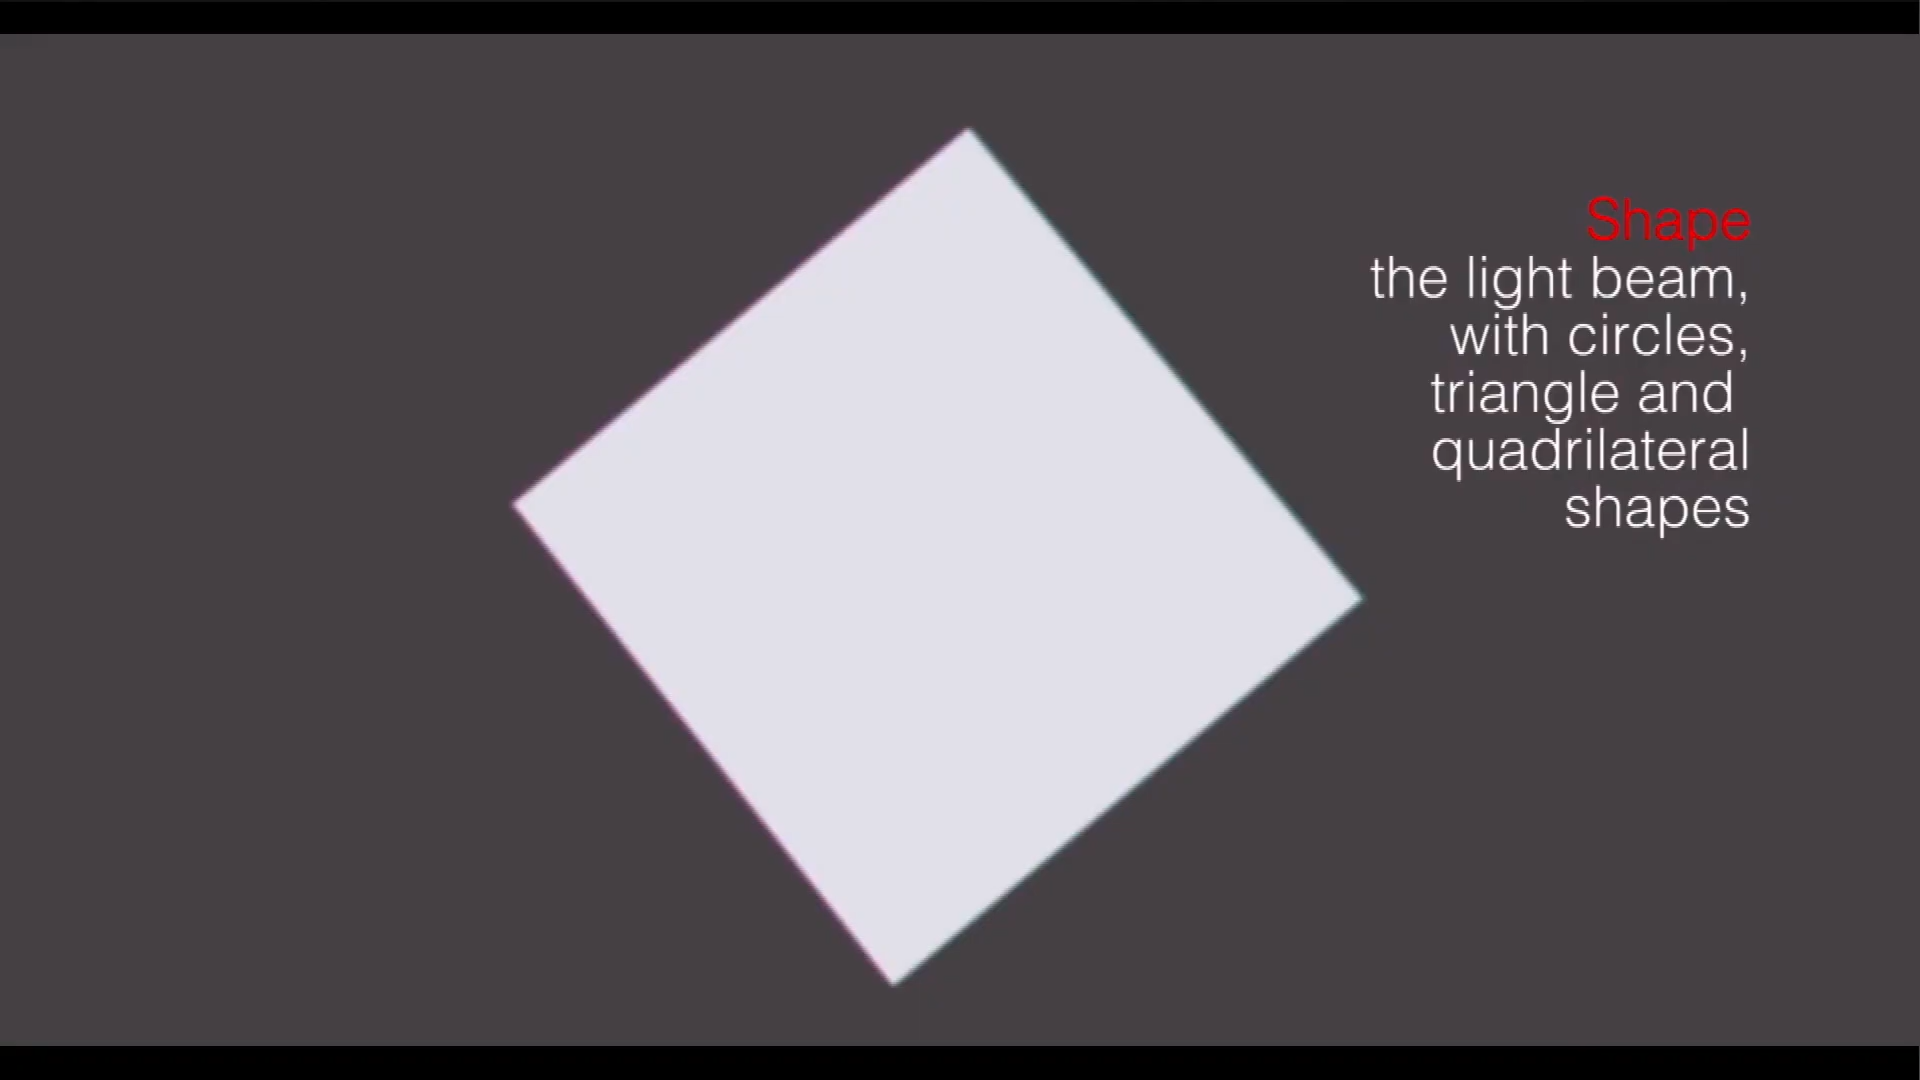 Shape
the light beam,
with circles,
triangle and
quadrilateral
shapes